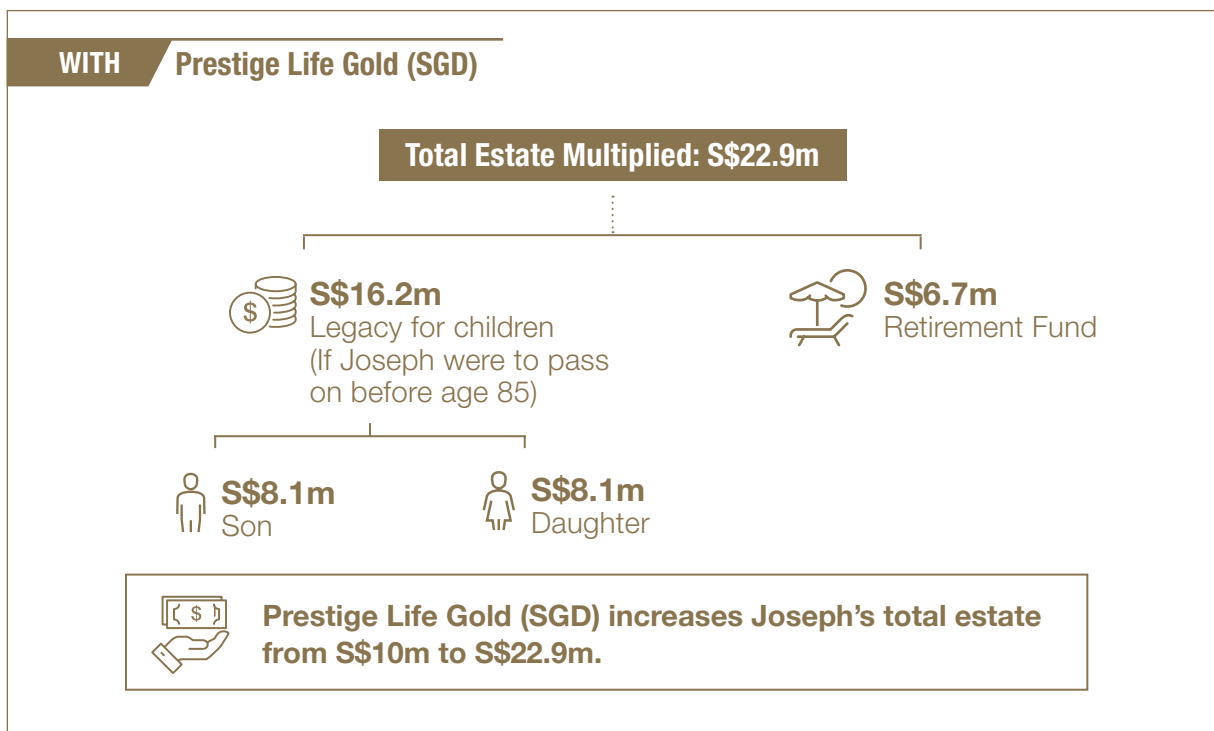 WITH Prestige Life Gold (SGD)
Total Estate Multiplied: S$22.9m
$
S$16.2m
Legacy for children
(If Joseph were to pass
on before age 85)
S$6.7m
Retirement Fund
S$8.1m
Son
S$8.1m
Daughter
$
Prestige Life Gold (SGD) increases Joseph’s total estate
from S$10m to S$22.9m.